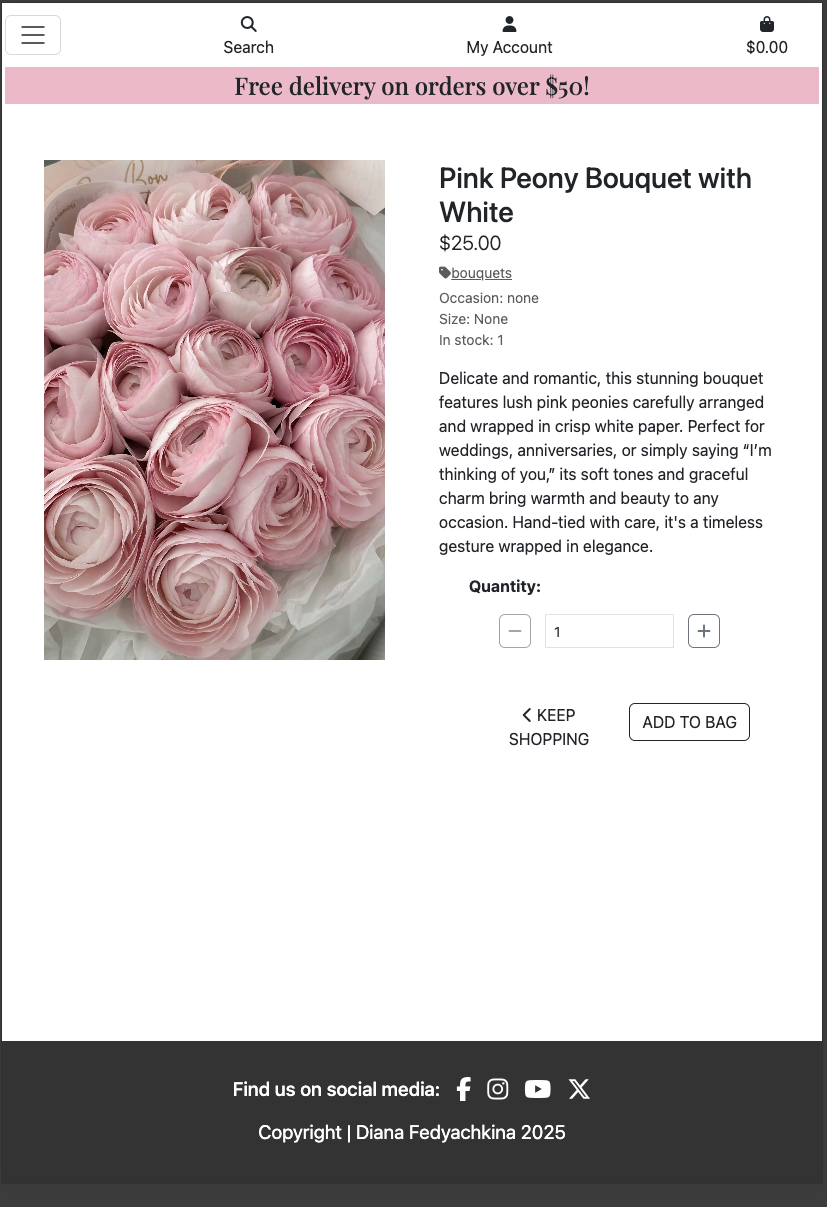 Search
My Account
$0.00
Free delivery on orders over $50!
Bon
Pink Peony Bouquet with
White
$25.00
bouquets
Occasion: none
Size: None
In stock: 1
Delicate and romantic, this stunning bouquet
features lush pink peonies carefully arranged
and wrapped in crisp white paper. Perfect for
weddings, anniversaries, or simply saying “I’m
thinking of you,” its soft tones and graceful
charm bring warmth and beauty to any
occasion. Hand-tied with care, it's a timeless
gesture wrapped in elegance.
Quantity:
1
KEEP
SHOPPING
ADD TO BAG
Find us on social media:
Copyright | Diana Fedyachkina 2025